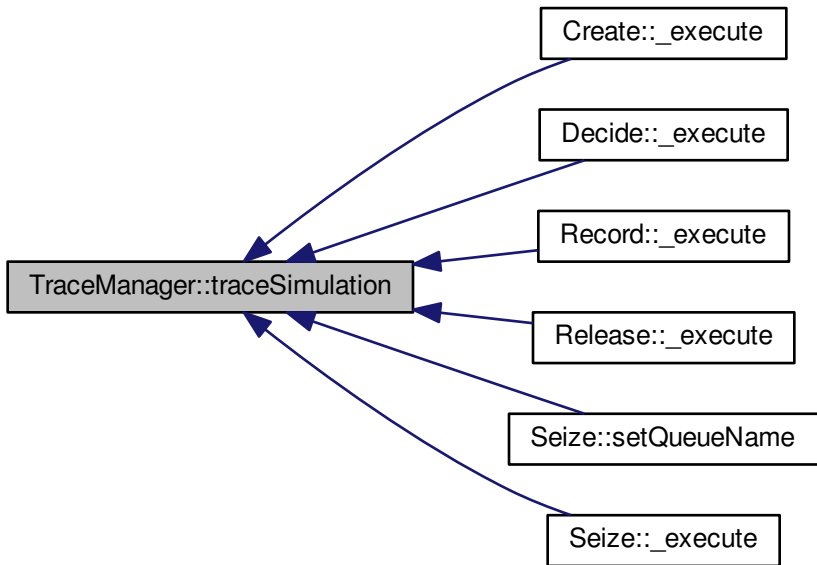 Create::_execute
Decide::_execute
Record::_execute
TraceManager::traceSimulation
Release::_execute
Seize::setQueueName
Seize::_execute